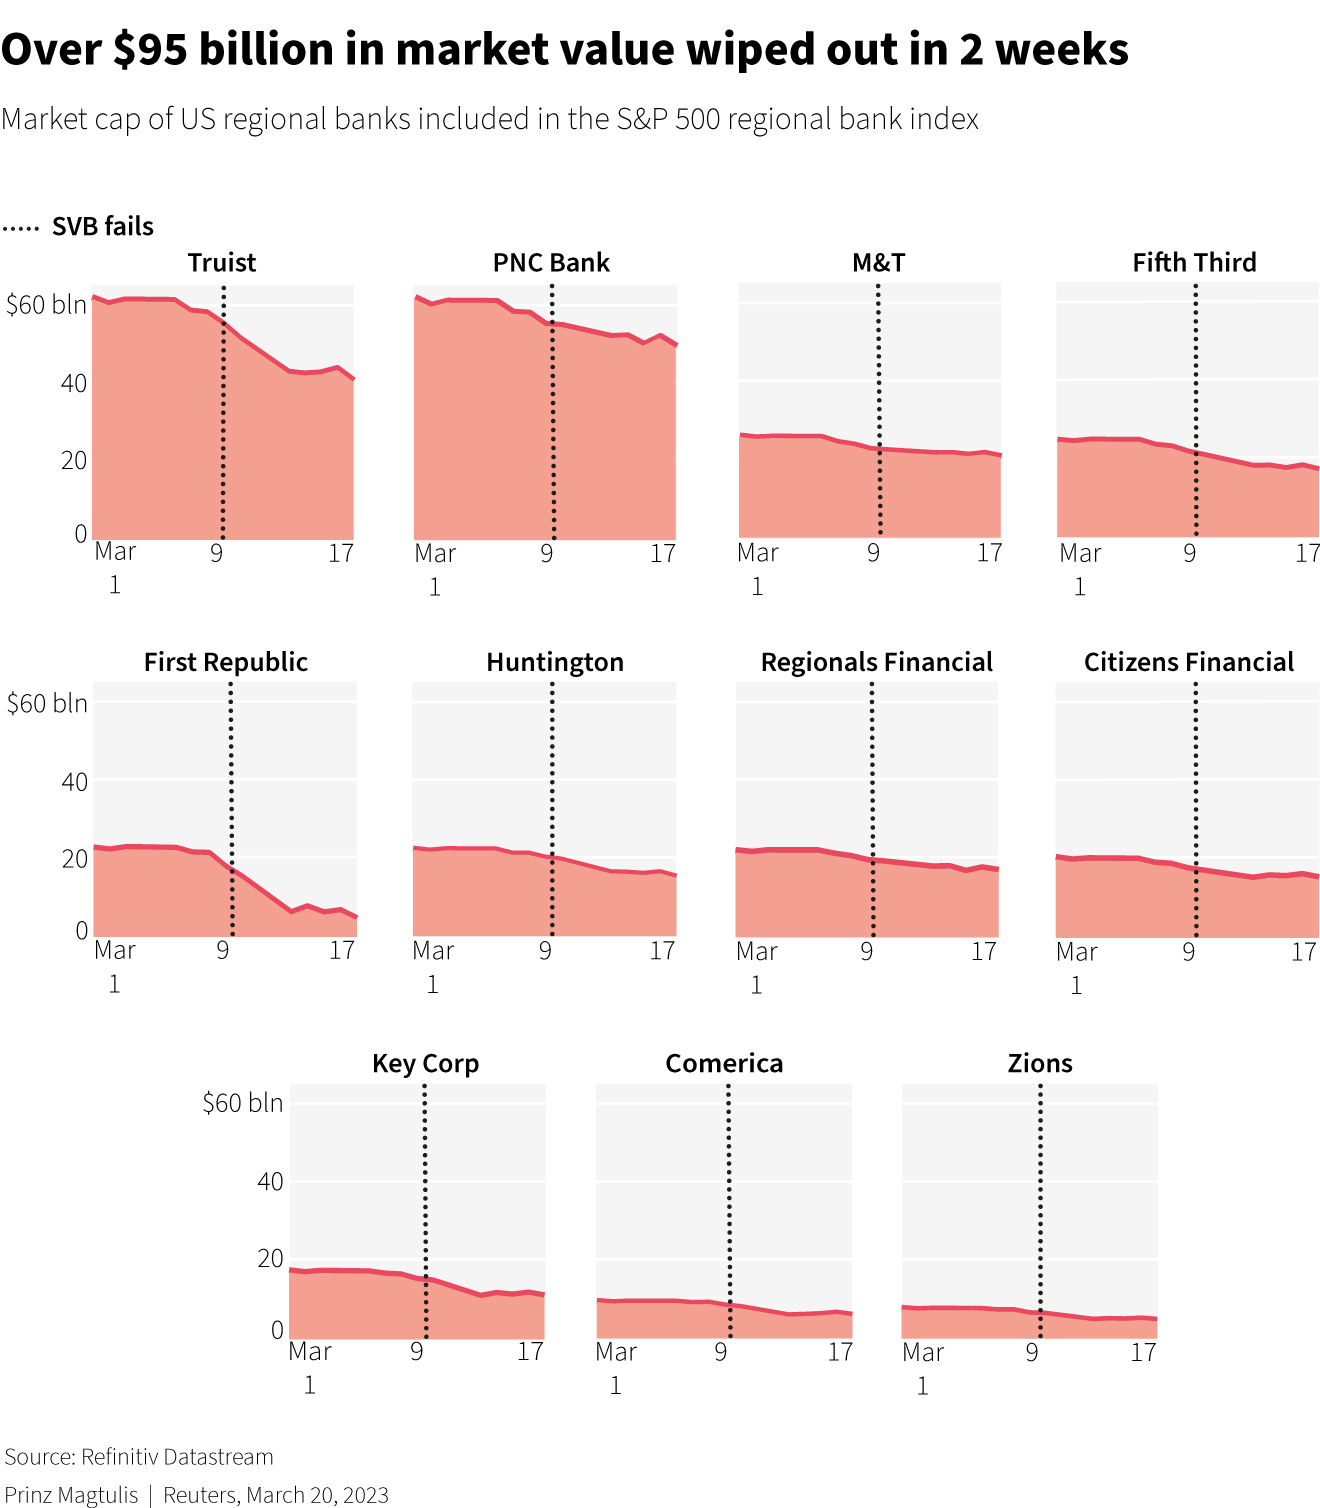 Over $95 billion in market value wiped out in 2 weeks
Market cap of US regional banks included in the S&P 500 regional bank index
SVB fails
Truist
PNC Bank
M&T
Fifth Third
$60 bln
40
20
0
Mar
1
9
17
Mar
1
9
17
Mar
1
9
17
Mar
1
9
17
First Republic
Huntington
Regionals Financial
Citizens Financial
$60 bln
40
20
0
Mar
1
9
17
Mar
1
9
17
Mar
1
9
17
Mar
1
9
17
Key Corp
Comerica
Zions
$60 bln
40
20
0
Mar
1
9
17
Mar
1
9
17
Mar
1
9
17
Source: Refinitiv Datastream
Prinz Magtulis | Reuters, March 20, 2023